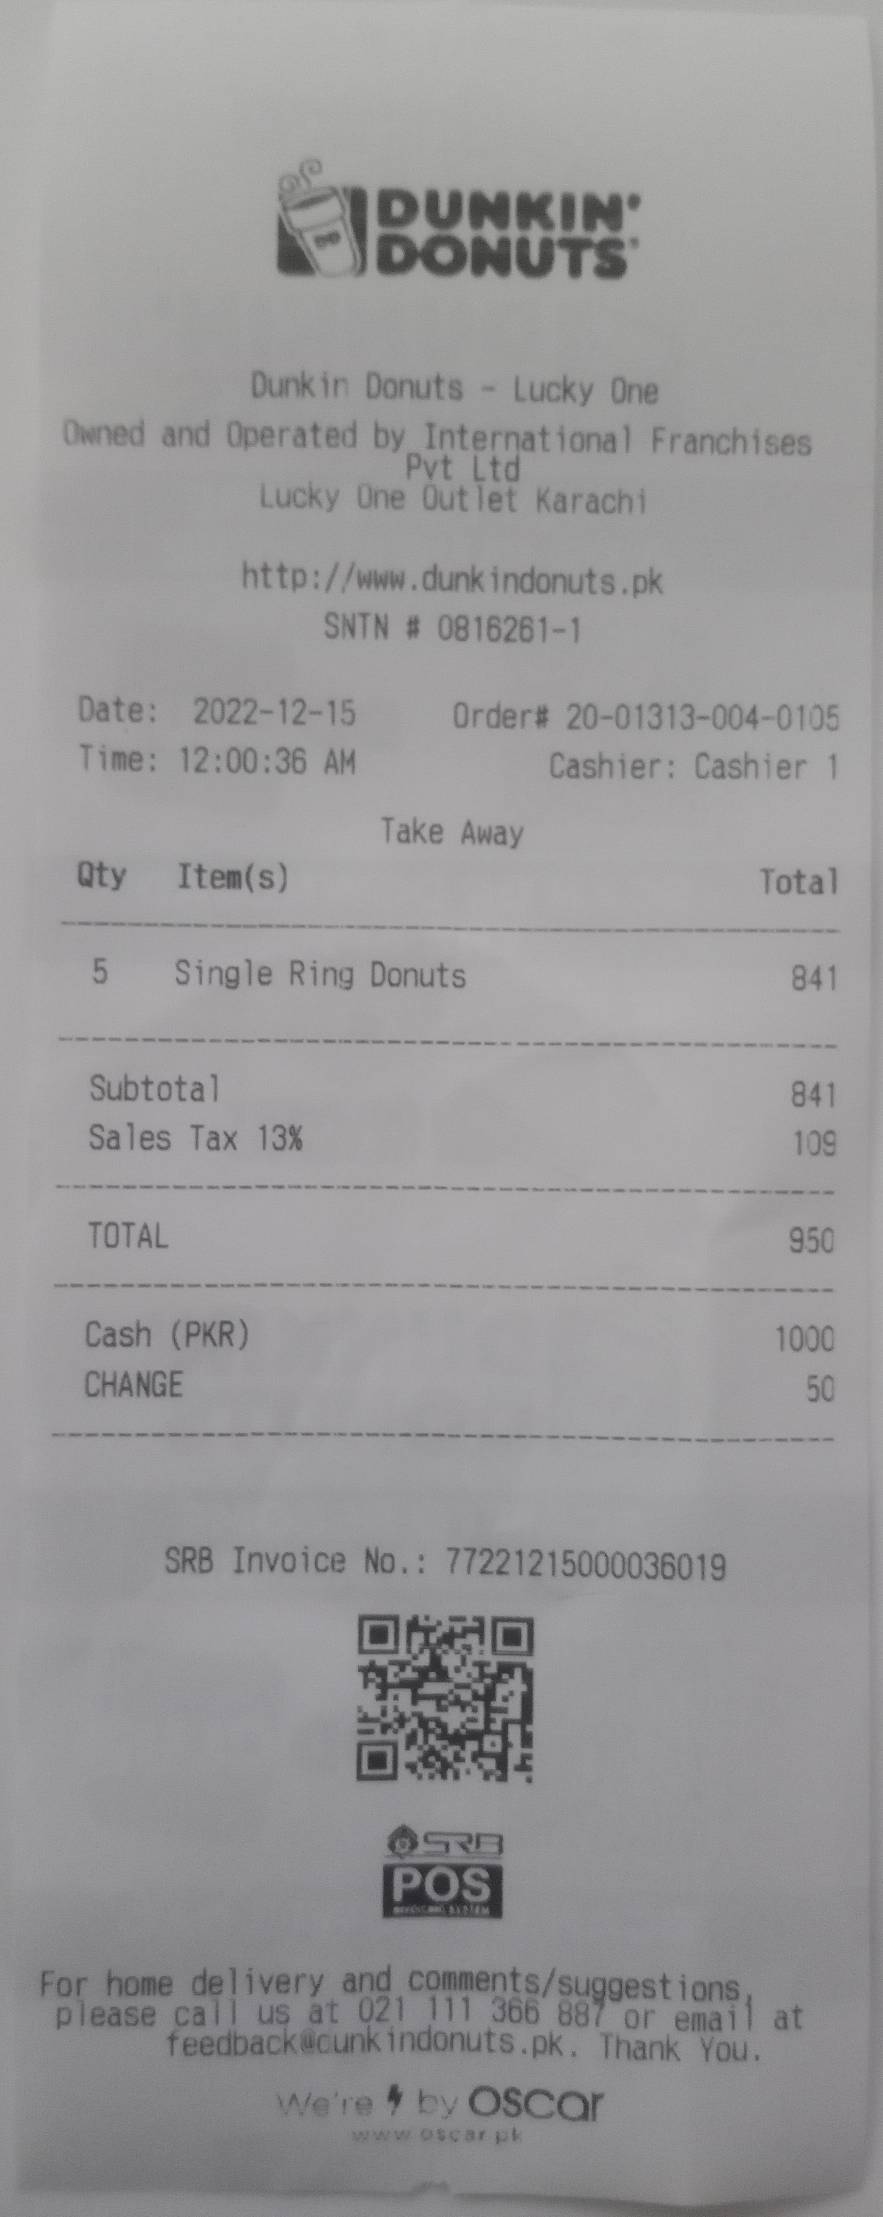 DUNKIN'
DONUTS
Dunkin Donuts - Lucky One
Owned and Operated by International Franchises
Pvt Ltd
Lucky One Outlet Karachi
http://www.dunkindonuts.pk
SNTN # 0816261-1
Date: 2022-12-15 Order# 20-01313-004-0105
Time: 12:00:36 AM Cashier: Cashier 1
Take Away
Qty Item(s) Total
5 Single Ring Donuts 841
Subtotal 841
Sales Tax 13% 109
TOTAL 950
Cash (PKR) 1000
CHANGE 50
SRB Invoice No.: 77221215000036019
SRB
POS
For home delivery and comments/suggestions,
please call us at 021 111 366 887 or email at
feedback@dunkindonuts.pk. Thank You.
We're by OSCar
www.oscar.pk